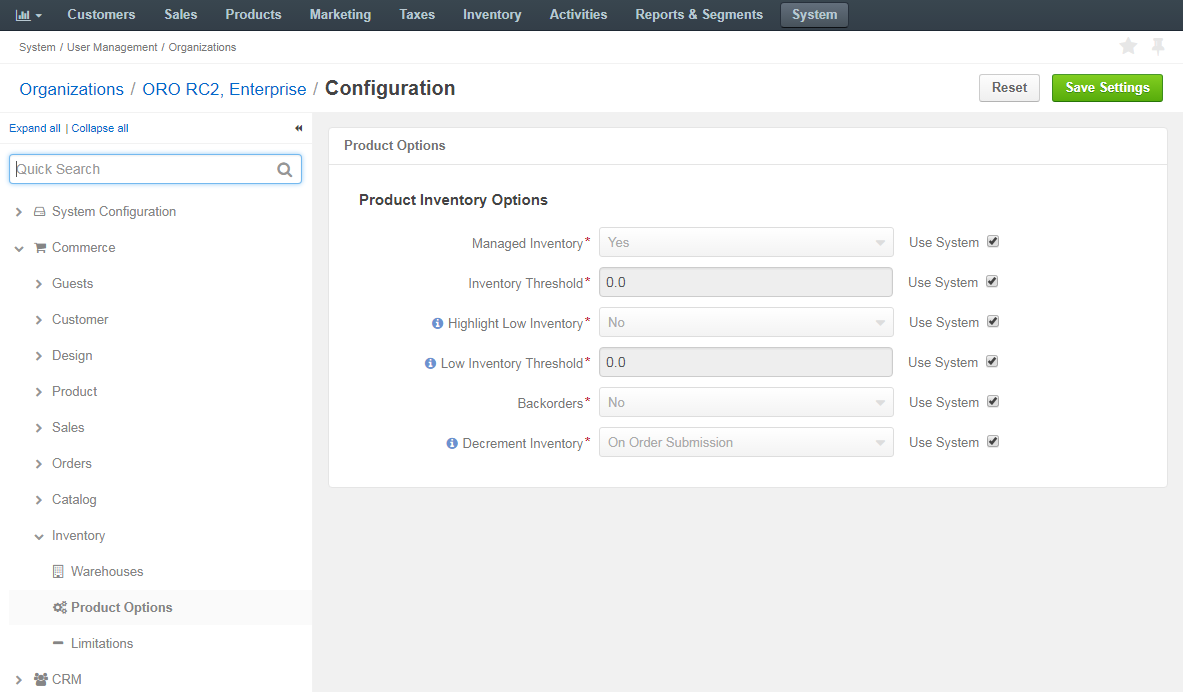 Customers Sales Products Marketing Taxes Inventory Activities Reports & Segments System
System / User Management / Organizations
Organizations / ORO RC2, Enterprise / Configuration
Reset Save Settings
Expand all | Collapse all
Quick Search
System Configuration
Commerce
Guests
Customer
Design
Product
Sales
Orders
Catalog
Inventory
Warehouses
Product Options
Limitations
CRM
Product Options
Product Inventory Options
Managed Inventory* Yes Use System
Inventory Threshold* 0.0 Use System
Highlight Low Inventory* No Use System
Low Inventory Threshold* 0.0 Use System
Backorders* No Use System
Decrement Inventory* On Order Submission Use System